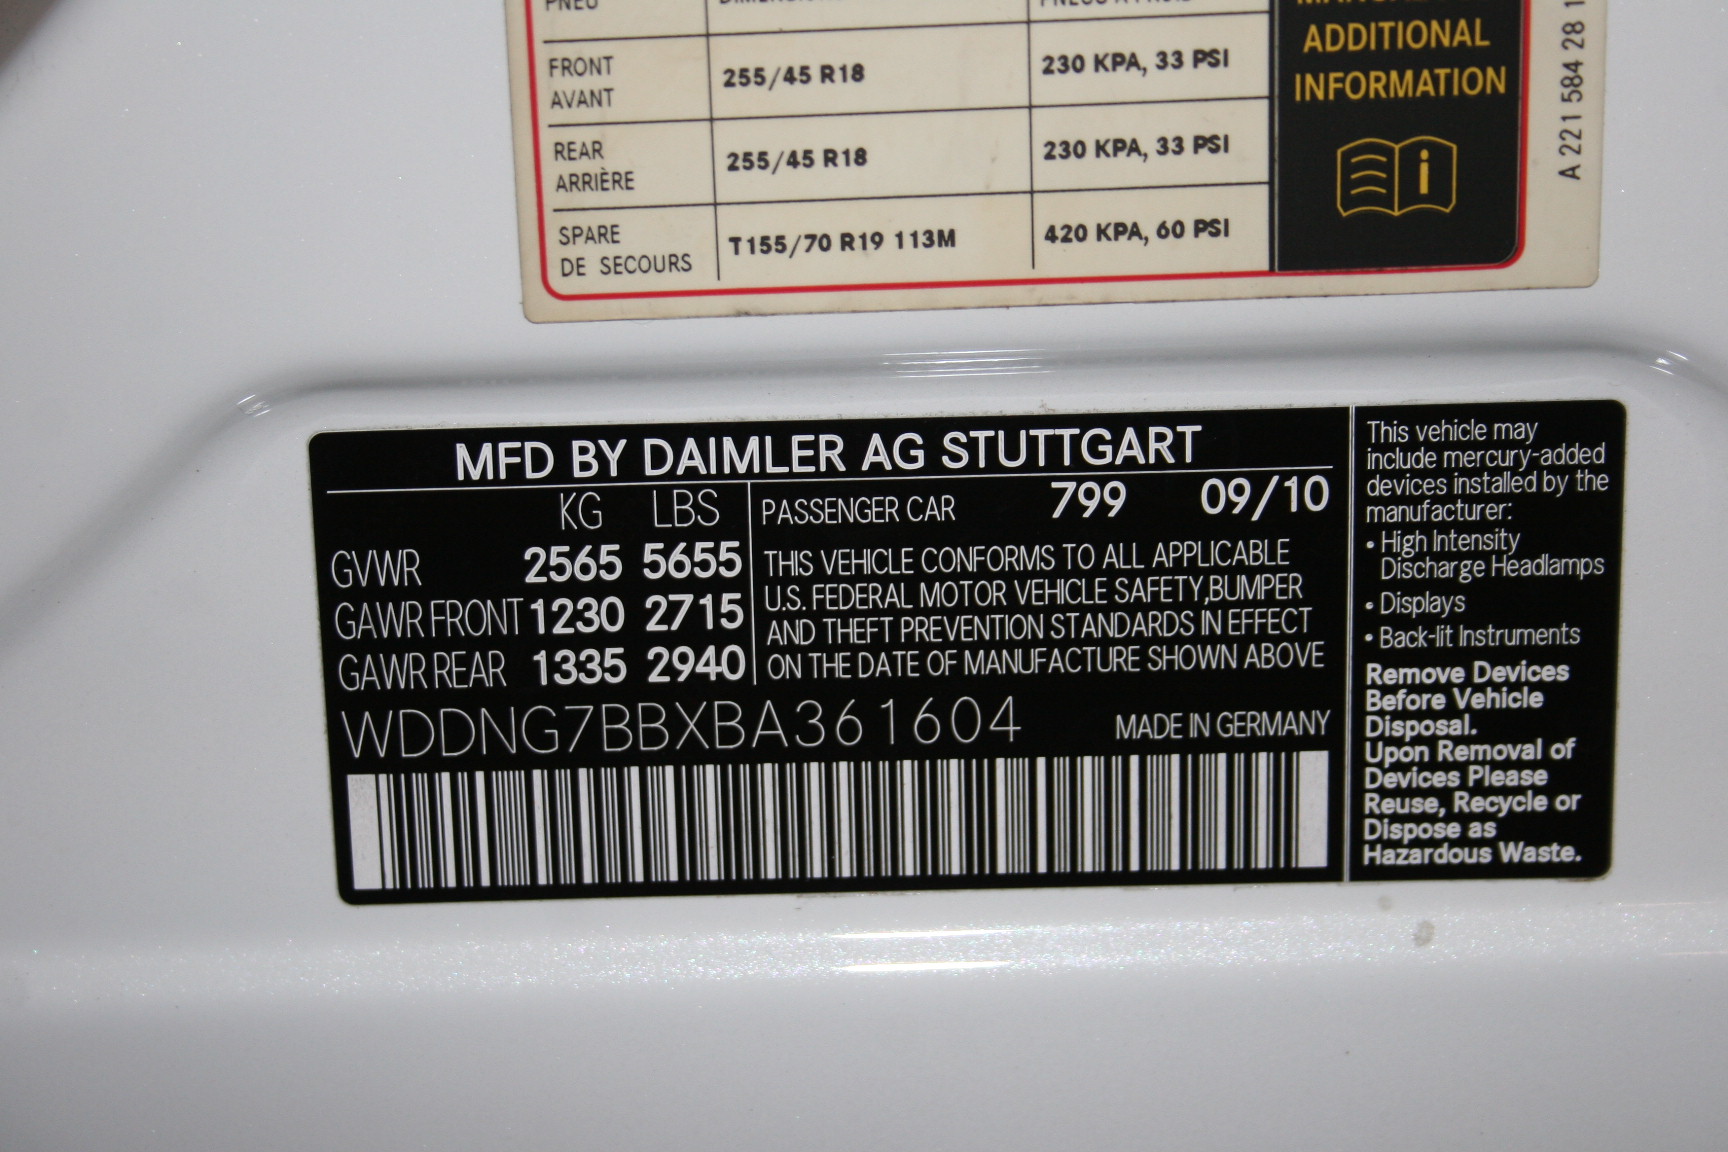 PNEU
FRONT
AVANT
255/45 R18
230 KPA, 33 PSI
REAR
ARRIÈRE
255/45 R18
230 KPA, 33 PSI
SPARE
DE SECOURS
T155/70 R19 113M
420 KPA, 60 PSI
ADDITIONAL
INFORMATION
i
A 221 584 28 1
MFD BY DAIMLER AG STUTTGART
KG LBS
GVWR 2565 5655
GAWR FRONT 1230 2715
GAWR REAR 1335 2940
PASSENGER CAR 799 09/10
THIS VEHICLE CONFORMS TO ALL APPLICABLE
U.S. FEDERAL MOTOR VEHICLE SAFETY,BUMPER
AND THEFT PREVENTION STANDARDS IN EFFECT
ON THE DATE OF MANUFACTURE SHOWN ABOVE
WDDNG7BBXBA361604
MADE IN GERMANY
This vehicle may
include mercury-added
devices installed by the
manufacturer:
• High Intensity
Discharge Headlamps
• Displays
• Back-lit Instruments
Remove Devices
Before Vehicle
Disposal.
Upon Removal of
Devices Please
Reuse, Recycle or
Dispose as
Hazardous Waste.